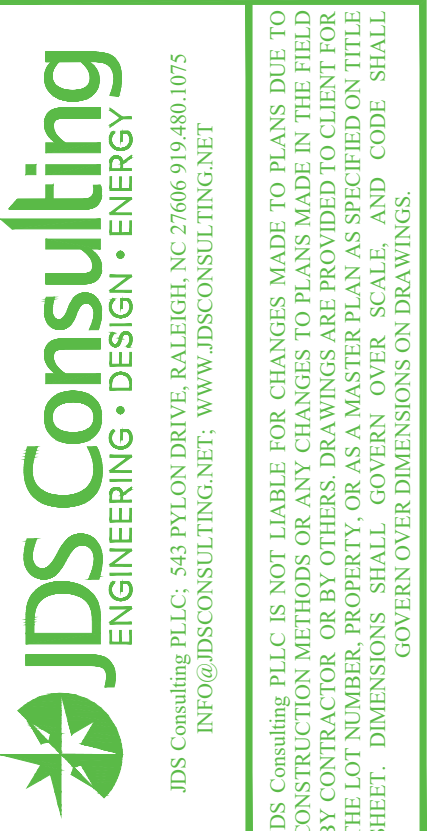 JDS Consulting
ENGINEERING • DESIGN • ENERGY
JDS Consulting PLLC; 543 PYLON DRIVE, RALEIGH, NC 27606 919.480.1075
INFO@JDSCONSULTING.NET; WWW.JDSCONSULTING.NET
DS Consulting PLLC IS NOT LIABLE FOR CHANGES MADE TO PLANS DUE TO
CONSTRUCTION METHODS OR ANY CHANGES TO PLANS MADE IN THE FIELD
BY CONTRACTOR OR BY OTHERS. DRAWINGS ARE PROVIDED TO CLIENT FOR
THE LOT NUMBER, PROPERTY, OR AS A MASTER PLAN AS SPECIFIED ON TITLE
SHEET. DIMENSIONS SHALL GOVERN OVER SCALE, AND CODE SHALL
GOVERN OVER DIMENSIONS ON DRAWINGS.